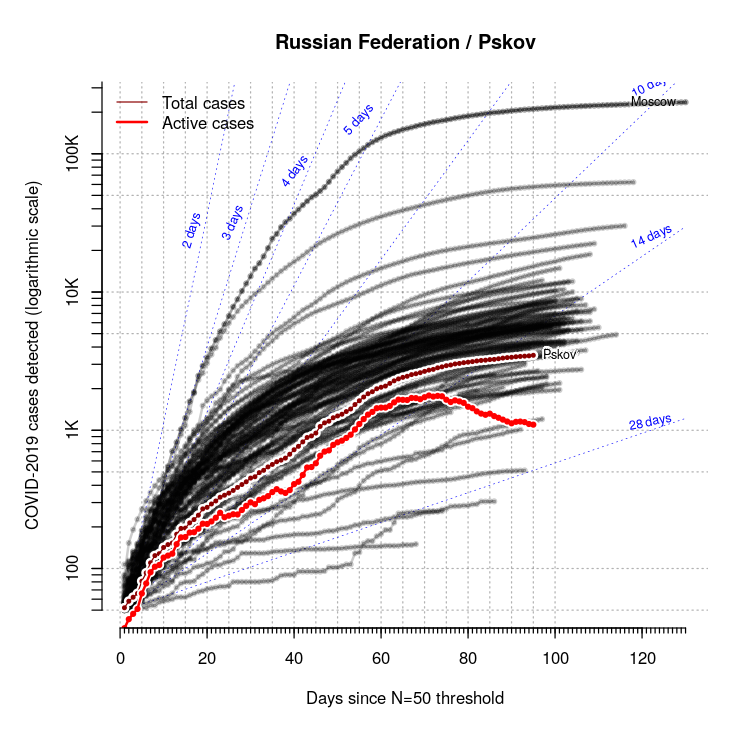 Russian Federation / Pskov
Total cases
Active cases
2 days
3 days
4 days
5 days
10 days
Moscow
14 days
Pskov
28 days
COVID-2019 cases detected (logarithmic scale)
100K
10K
1K
100
0 20 40 60 80 100 120
Days since N=50 threshold